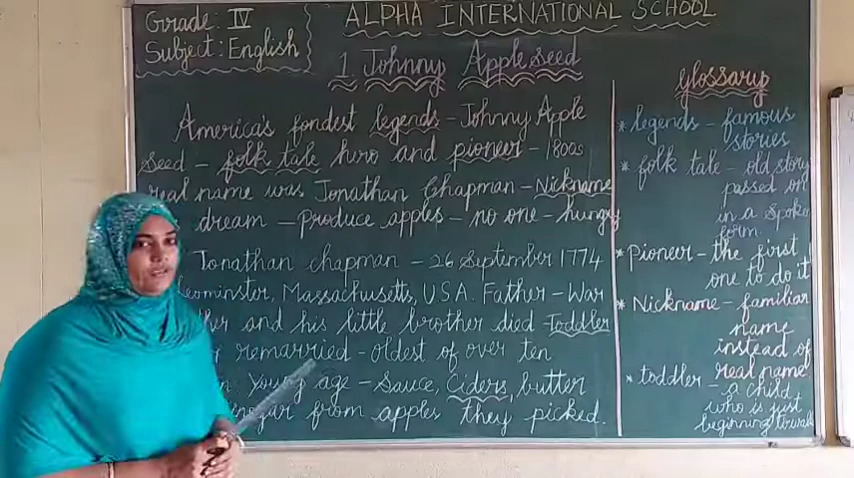 Grade: IV
Subject: English
ALPHA INTERNATIONAL SCHOOL
1. Johnny Appleseed
America's fondest legends - Johnny Apple
seed - folk tale hero and pioneer - 1800s
real name was Jonathan Chapman - Nickname
dream - Produce apples - no one - hungry
Jonathan chapman - 26 September 1774
Leominster, Massachusetts, U.S.A. Father - War
and his little brother died Toddler
remarried - oldest of over ten
young age - Sauce, Ciders, butter
from apples they picked.
Glossary
* legends - famous
stories
* folk tale - old story
passed on
in a spoken
form.
* Pioneer - the first
one to do it
* Nickname - familiar
name
instead of
real name
* toddler - a child
who is just
beginning to walk